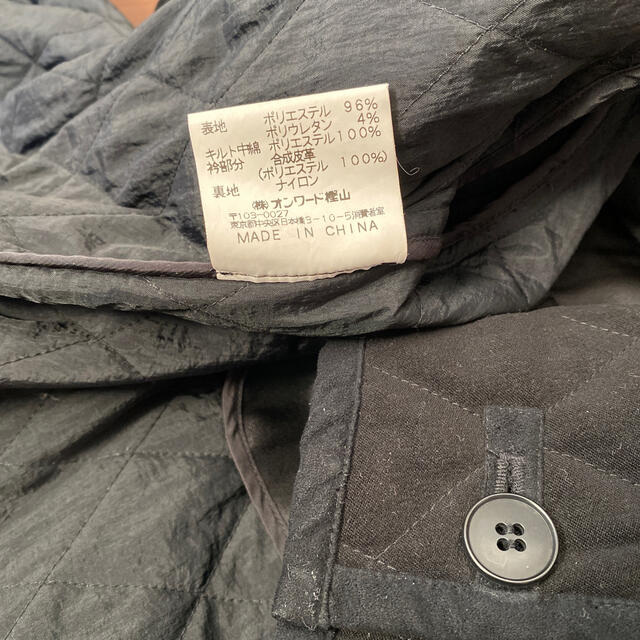 表地 ポリエステル 96%
ポリウレタン 4%
キルト中綿 ポリエステル100%
衿部分 合成皮革
(ポリエステル 100%)
裏地 ナイロン
(株)オンワード樫山
〒103-0027
東京都中央区日本橋3-10-5消費者室
MADE IN CHINA